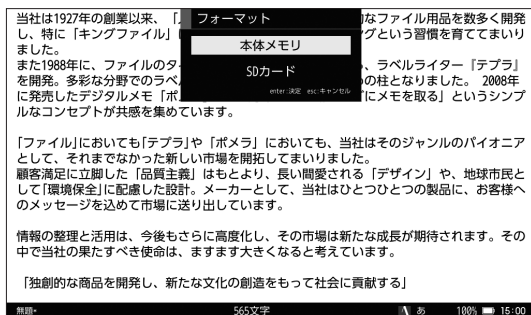 当社は1927年の創業以来、「
なファイル用品を数多く開発
し、特に「キングファイル」
グという習慣を育ててまいり
ました。
フォーマット
本体メモリ
SDカード
enter:決定 esc:キャンセル
また1988年に、ファイルのタ
、ラベルライター『テプラ』
を開発。多彩な分野でのラベ
の柱となりました。 2008年
に発売したデジタルメモ「ポ
にメモを取る」というシンプ
ルなコンセプトが共感を集めています。
「ファイル」においても「テプラ」や「ポメラ」においても、当社はそのジャンルのパイオニア
として、それまでなかった新しい市場を開拓してまいりました。
顧客満足に立脚した「品質主義」はもとより、長い間愛される「デザイン」や、地球市民と
して「環境保全」に配慮した設計。メーカーとして、当社はひとつひとつの製品に、お客様へ
のメッセージを込めて市場に送り出しています。
情報の整理と活用は、今後もさらに高度化し、その市場は新たな成長が期待されます。その
中で当社の果たすべき使命は、ますます大きくなると考えています。
「独創的な商品を開発し、新たな文化の創造をもって社会に貢献する」
無題* 565文字 あ 100% 15:00